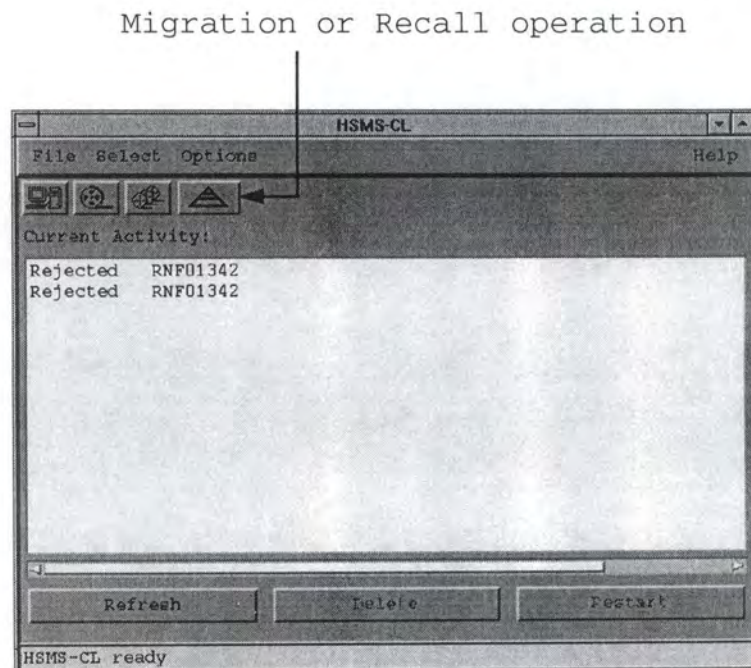 Migration or Recall operation
HSMS-CL
File Select Options Help
Current Activity:
Rejected RNF01342
Rejected RNF01342
Refresh Delete Restart
HSMS-CL ready